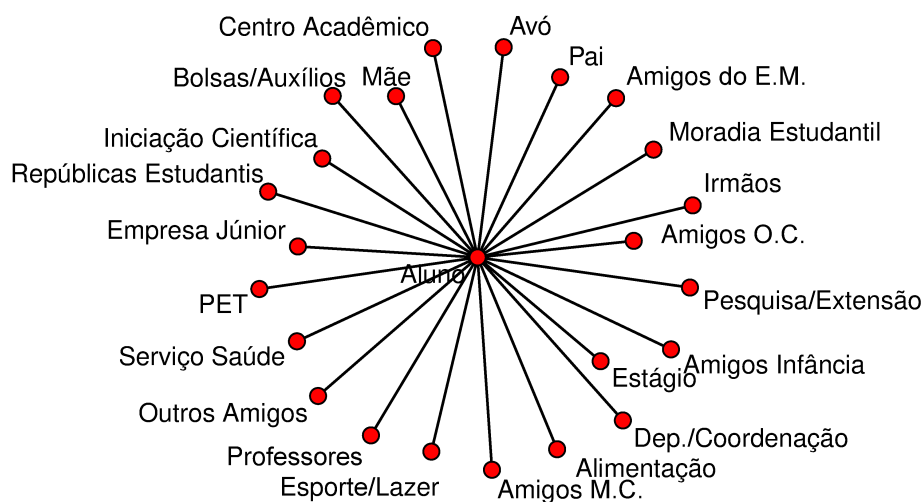 Centro Acadêmico
Avó
Pai
Bolsas/Auxílios
Mãe
Amigos do E.M.
Iniciação Científica
Moradia Estudantil
Repúblicas Estudantis
Irmãos
Empresa Júnior
Amigos O.C.
Aluno
PET
Pesquisa/Extensão
Serviço Saúde
Amigos Infância
Estágio
Outros Amigos
Dep./Coordenação
Professores
Alimentação
Esporte/Lazer
Amigos M.C.